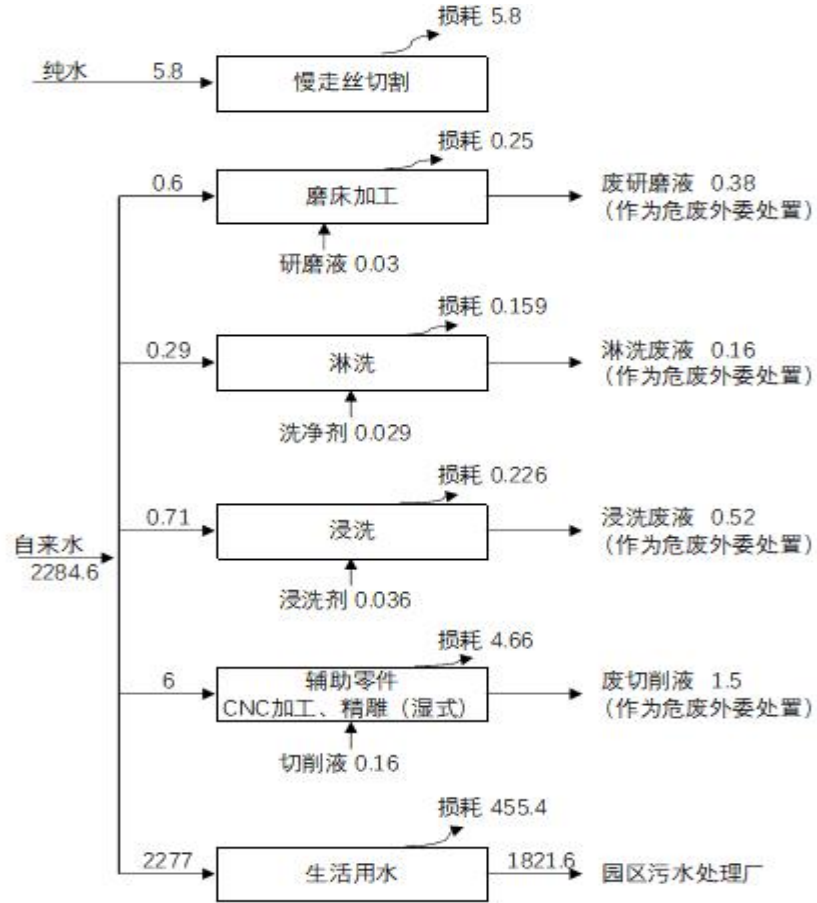 损耗 5.8
纯水 5.8
慢走丝切割
损耗 0.25
0.6
磨床加工
废研磨液 0.38
（作为危废外委处置）
研磨液 0.03
损耗 0.159
0.29
淋洗
淋洗废液 0.16
（作为危废外委处置）
洗净剂 0.029
损耗 0.226
0.71
浸洗
浸洗废液 0.52
（作为危废外委处置）
自来水
2284.6
浸洗剂 0.036
损耗 4.66
6
辅助零件
CNC加工、精雕（湿式）
废切削液 1.5
（作为危废外委处置）
切削液 0.16
损耗 455.4
2277
生活用水
1821.6
园区污水处理厂